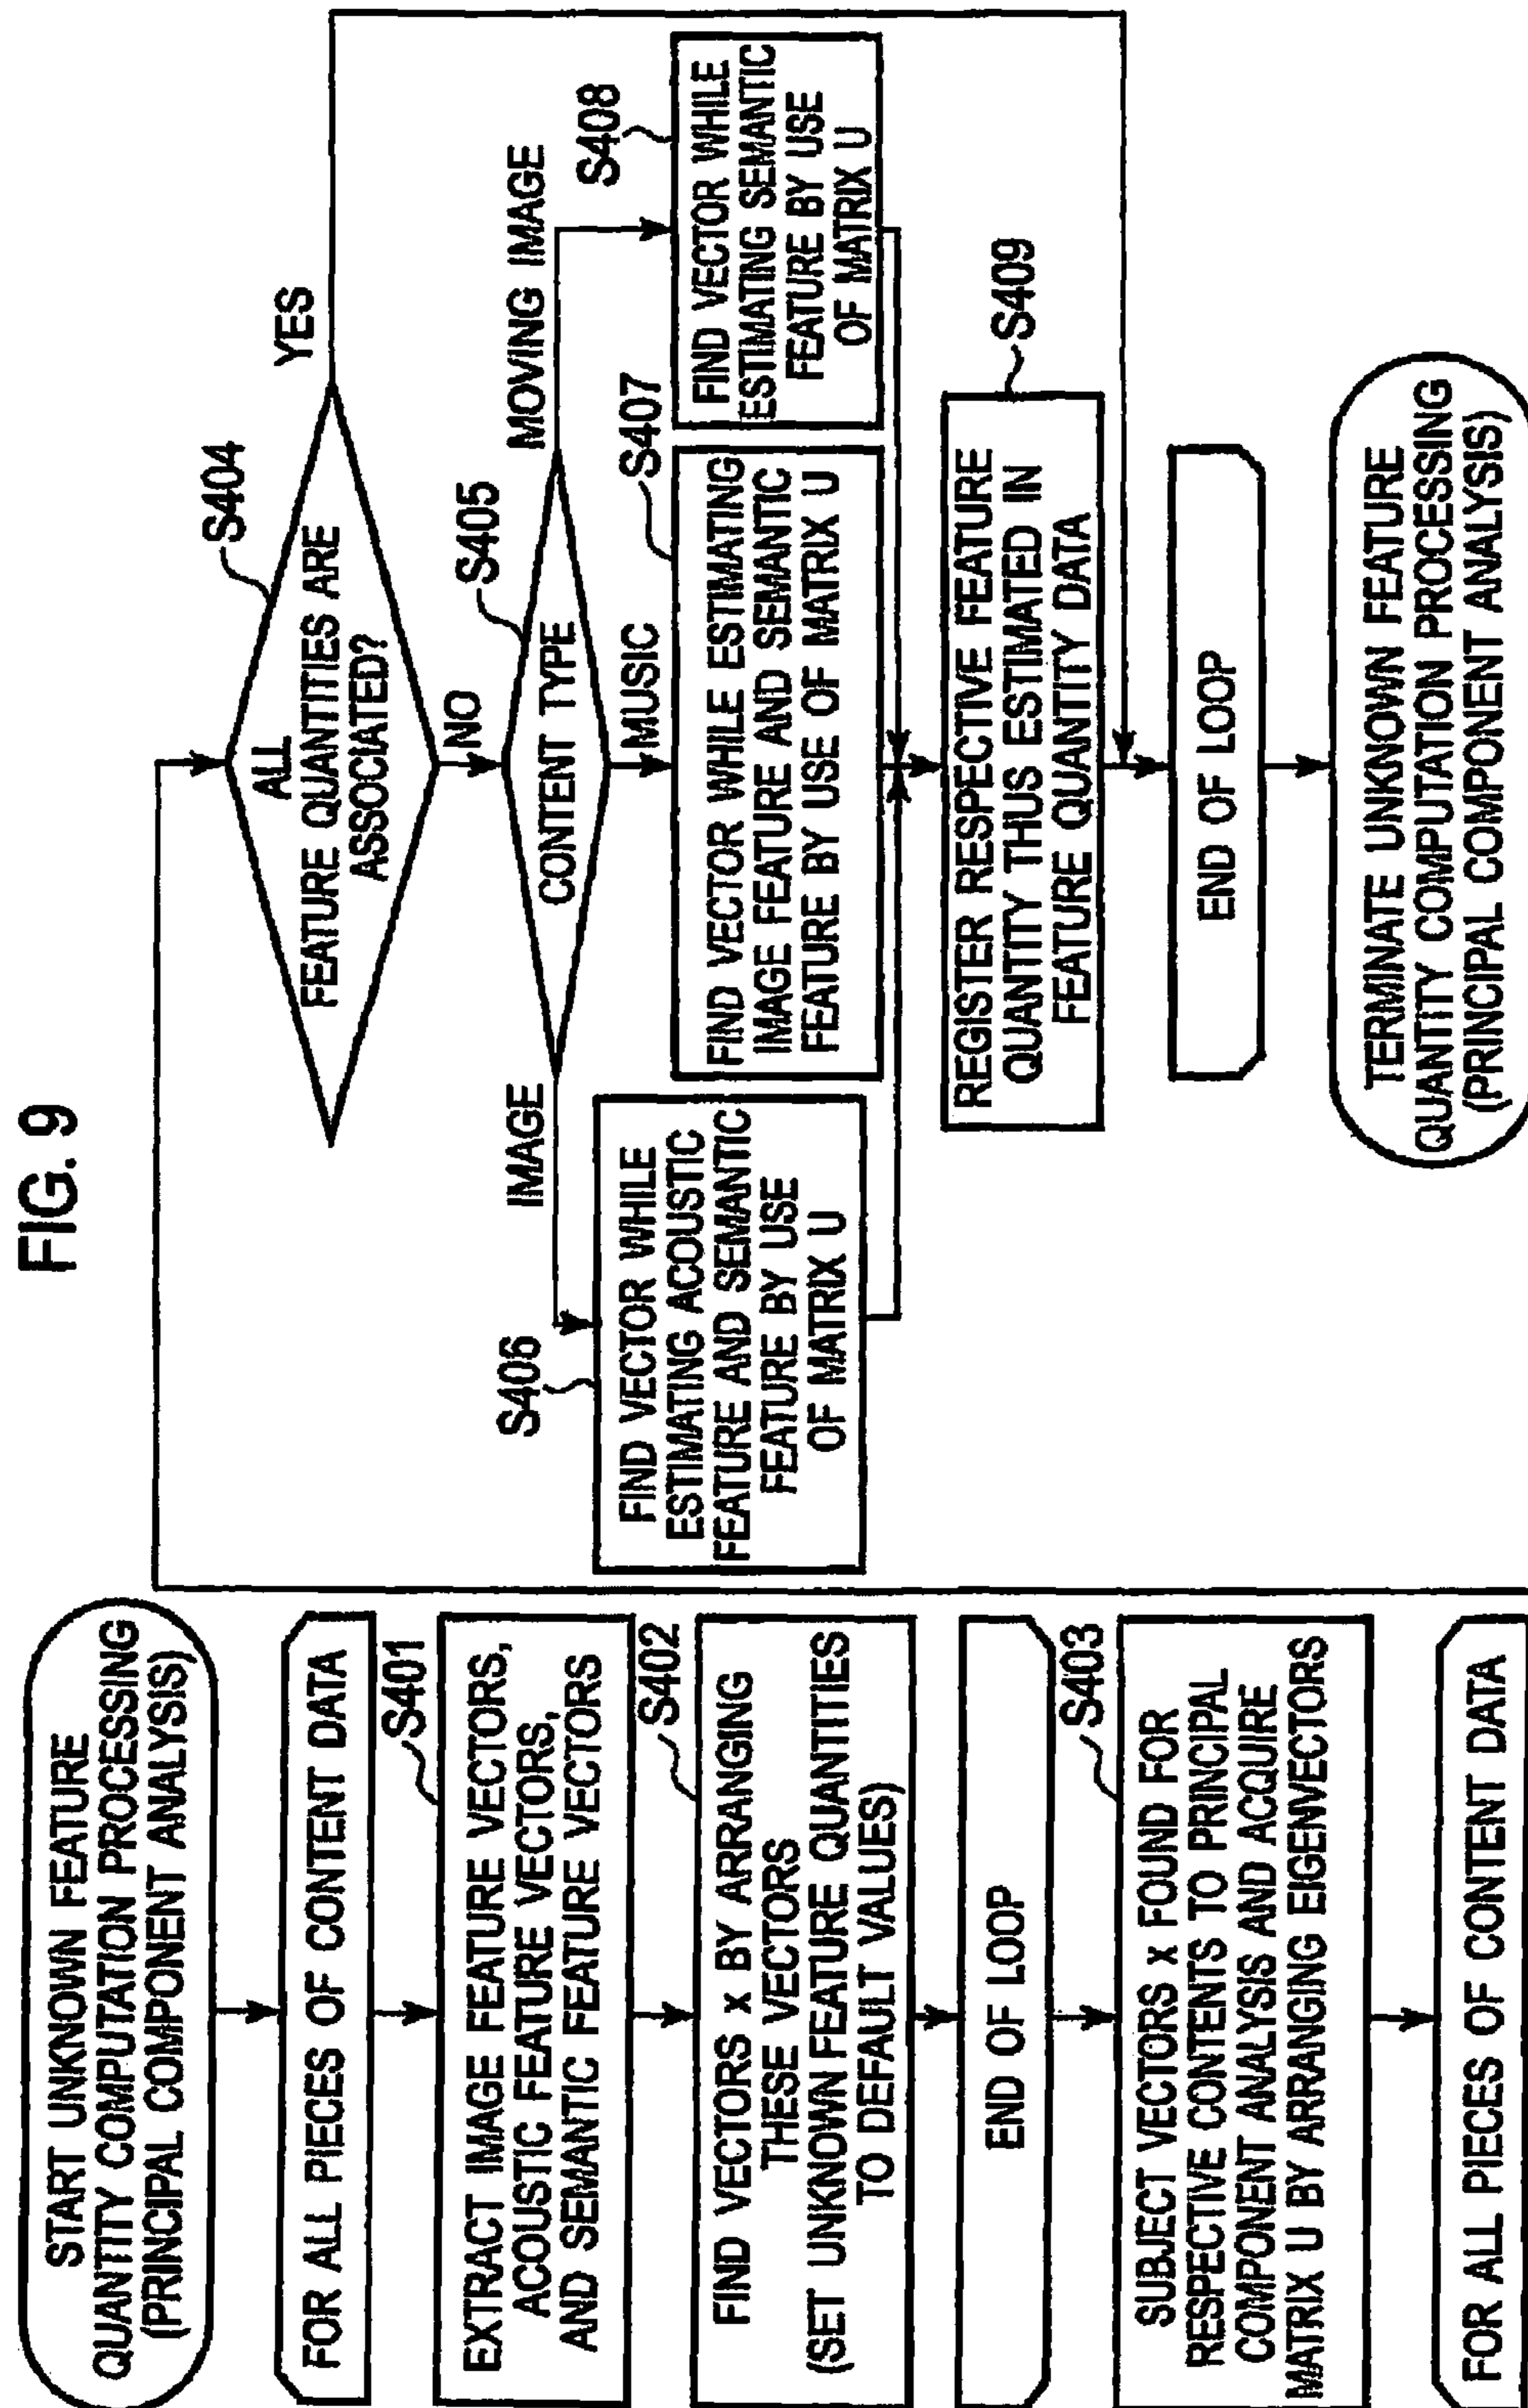 FIG. 9
START UNKNOWN FEATURE
QUANTITY COMPUTATION PROCESSING
(PRINCIPAL COMPONENT ANALYSIS)
FOR ALL PIECES OF CONTENT DATA
S401
EXTRACT IMAGE FEATURE VECTORS,
ACOUSTIC FEATURE VECTORS,
AND SEMANTIC FEATURE VECTORS
S402
FIND VECTORS x BY ARRANGING
THESE VECTORS
(SET UNKNOWN FEATURE QUANTITIES
TO DEFAULT VALUES)
END OF LOOP
S403
SUBJECT VECTORS x FOUND FOR
RESPECTIVE CONTENTS TO PRINCIPAL
COMPONENT ANALYSIS AND ACQUIRE
MATRIX U BY ARRANGING EIGENVECTORS
FOR ALL PIECES OF CONTENT DATA
S404
ALL
FEATURE QUANTITIES ARE
ASSOCIATED?
YES
NO
S405
CONTENT TYPE
IMAGE
MUSIC
MOVING IMAGE
S406
FIND VECTOR WHILE
ESTIMATING ACOUSTIC
FEATURE AND SEMANTIC
FEATURE BY USE
OF MATRIX U
S407
FIND VECTOR WHILE ESTIMATING
IMAGE FEATURE AND SEMANTIC
FEATURE BY USE OF MATRIX U
S408
FIND VECTOR WHILE
ESTIMATING SEMANTIC
FEATURE BY USE
OF MATRIX U
S409
REGISTER RESPECTIVE FEATURE
QUANTITY THUS ESTIMATED IN
FEATURE QUANTITY DATA
END OF LOOP
TERMINATE UNKNOWN FEATURE
QUANTITY COMPUTATION PROCESSING
(PRINCIPAL COMPONENT ANALYSIS)